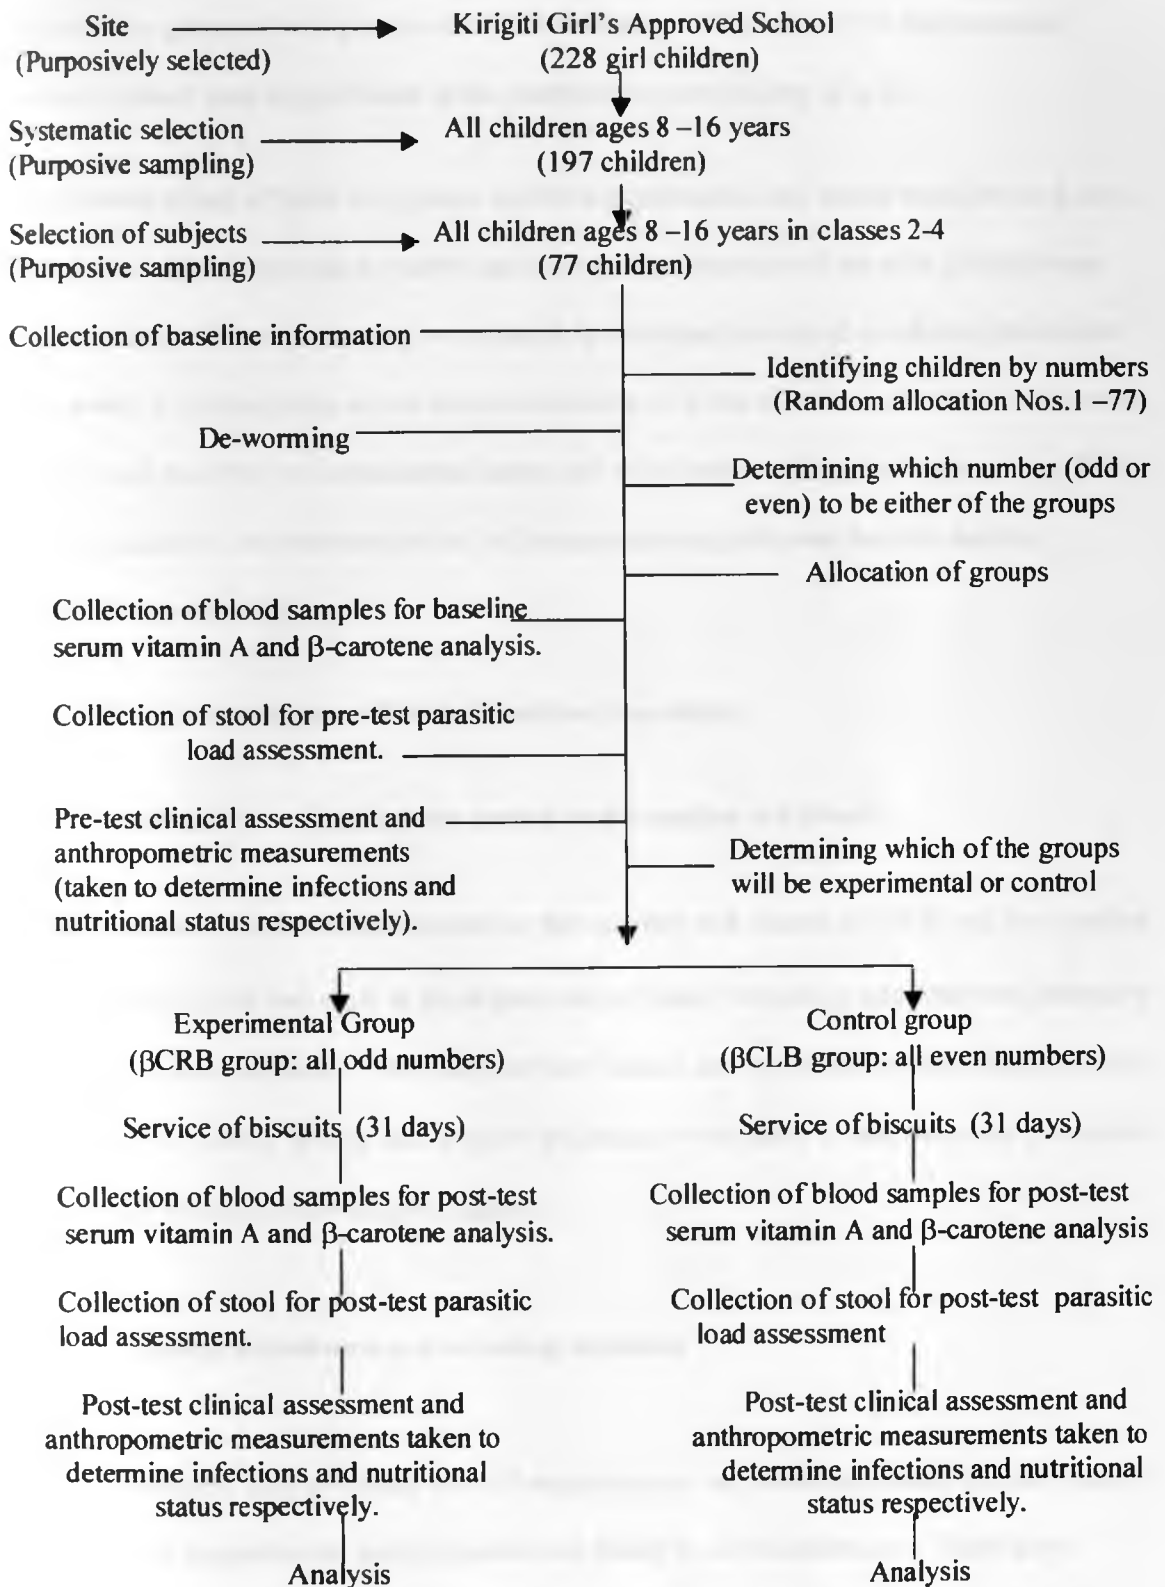 Site
(Purposively selected)
Kirigiti Girl's Approved School
(228 girl children)
Systematic selection
(Purposive sampling)
All children ages 8 –16 years
(197 children)
Selection of subjects
(Purposive sampling)
All children ages 8 –16 years in classes 2-4
(77 children)
Collection of baseline information
Identifying children by numbers
(Random allocation Nos.1 –77)
De-worming
Determining which number (odd or
even) to be either of the groups
Allocation of groups
Collection of blood samples for baseline
serum vitamin A and β-carotene analysis.
Collection of stool for pre-test parasitic
load assessment.
Pre-test clinical assessment and
anthropometric measurements
(taken to determine infections and
nutritional status respectively).
Determining which of the groups
will be experimental or control
Experimental Group
(βCRB group: all odd numbers)
Service of biscuits (31 days)
Collection of blood samples for post-test
serum vitamin A and β-carotene analysis.
Collection of stool for post-test parasitic
load assessment.
Post-test clinical assessment and
anthropometric measurements taken to
determine infections and nutritional
status respectively.
Analysis
Control group
(βCLB group: all even numbers)
Service of biscuits (31 days)
Collection of blood samples for post-test
serum vitamin A and β-carotene analysis
Collection of stool for post-test parasitic
load assessment
Post-test clinical assessment and
anthropometric measurements taken to
determine infections and nutritional
status respectively.
Analysis